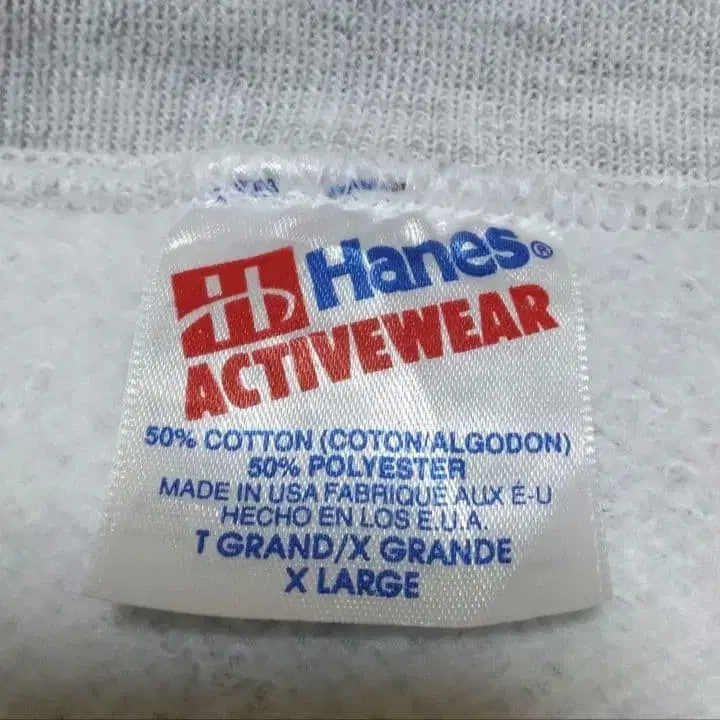 H Hanes®
ACTIVEWEAR
50% COTTON (COTON/ALGODON)
50% POLYESTER
MADE IN USA FABRIQUE AUX É-U
HECHO EN LOS E.U.A.
T GRAND/X GRANDE
X LARGE